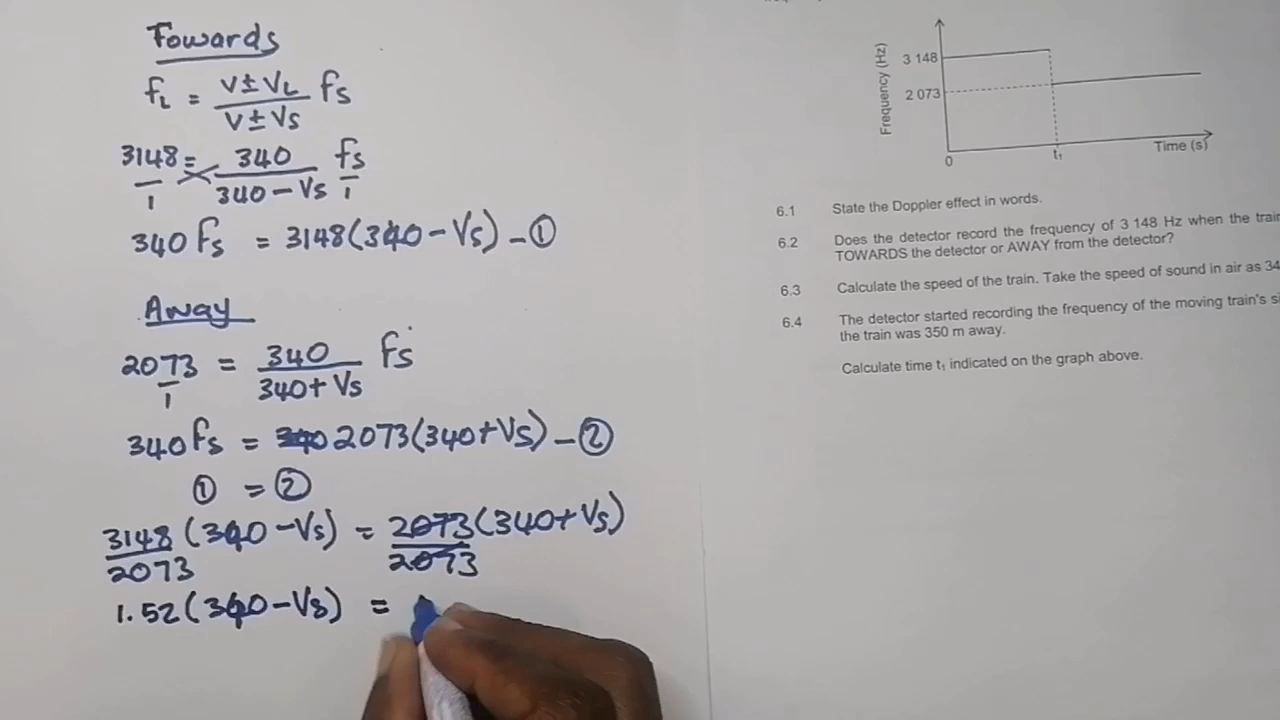 Towards
fL = V ± VL / V ± Vs fs
3148 / 1 = 340 / 340 - Vs fs / 1
340 fs = 3148(340 - Vs) - ①
Away
2073 / 1 = 340 / 340 + Vs fs
340 fs = 2073(340 + Vs) - ②
① = ②
3148 / 2073 (340 - Vs) = 2073 / 2073 (340 + Vs)
1.52(340 - Vs) =
Frequency (Hz)
3 148
2 073
0
t₁
Time (s)
6.1 State the Doppler effect in words.
6.2 Does the detector record the frequency of 3 148 Hz when the
TOWARDS the detector or AWAY from the detector?
6.3 Calculate the speed of the train. Take the speed of sound in air as
6.4 The detector started recording the frequency of the moving train's
the train was 350 m away.
Calculate time t₁ indicated on the graph above.